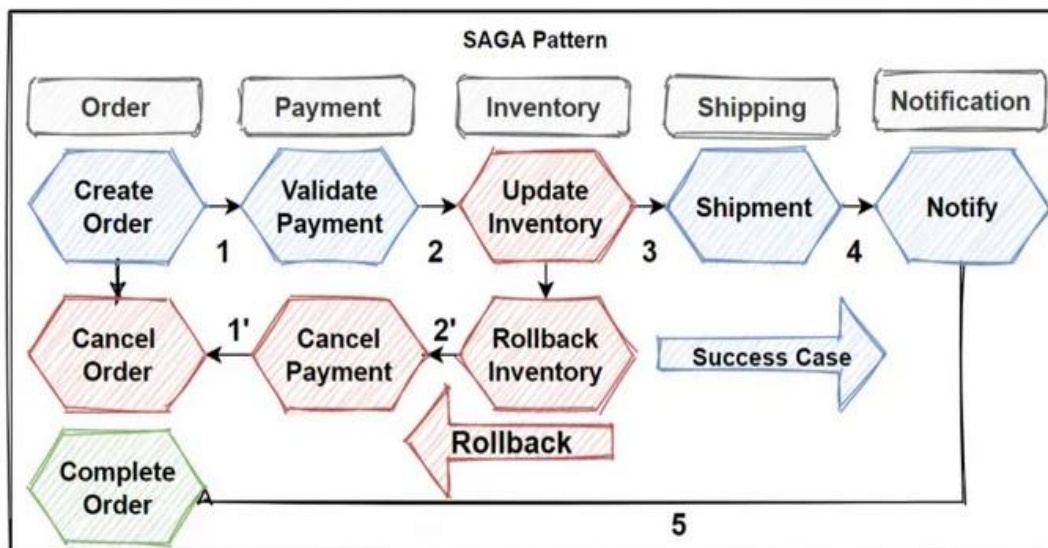 SAGA Pattern
Order
Payment
Inventory
Shipping
Notification
Create
Order
Validate
Payment
Update
Inventory
Shipment
Notify
1
2
3
4
Cancel
Order
1'
Cancel
Payment
2'
Rollback
Inventory
Success Case
Rollback
Complete
Order
5